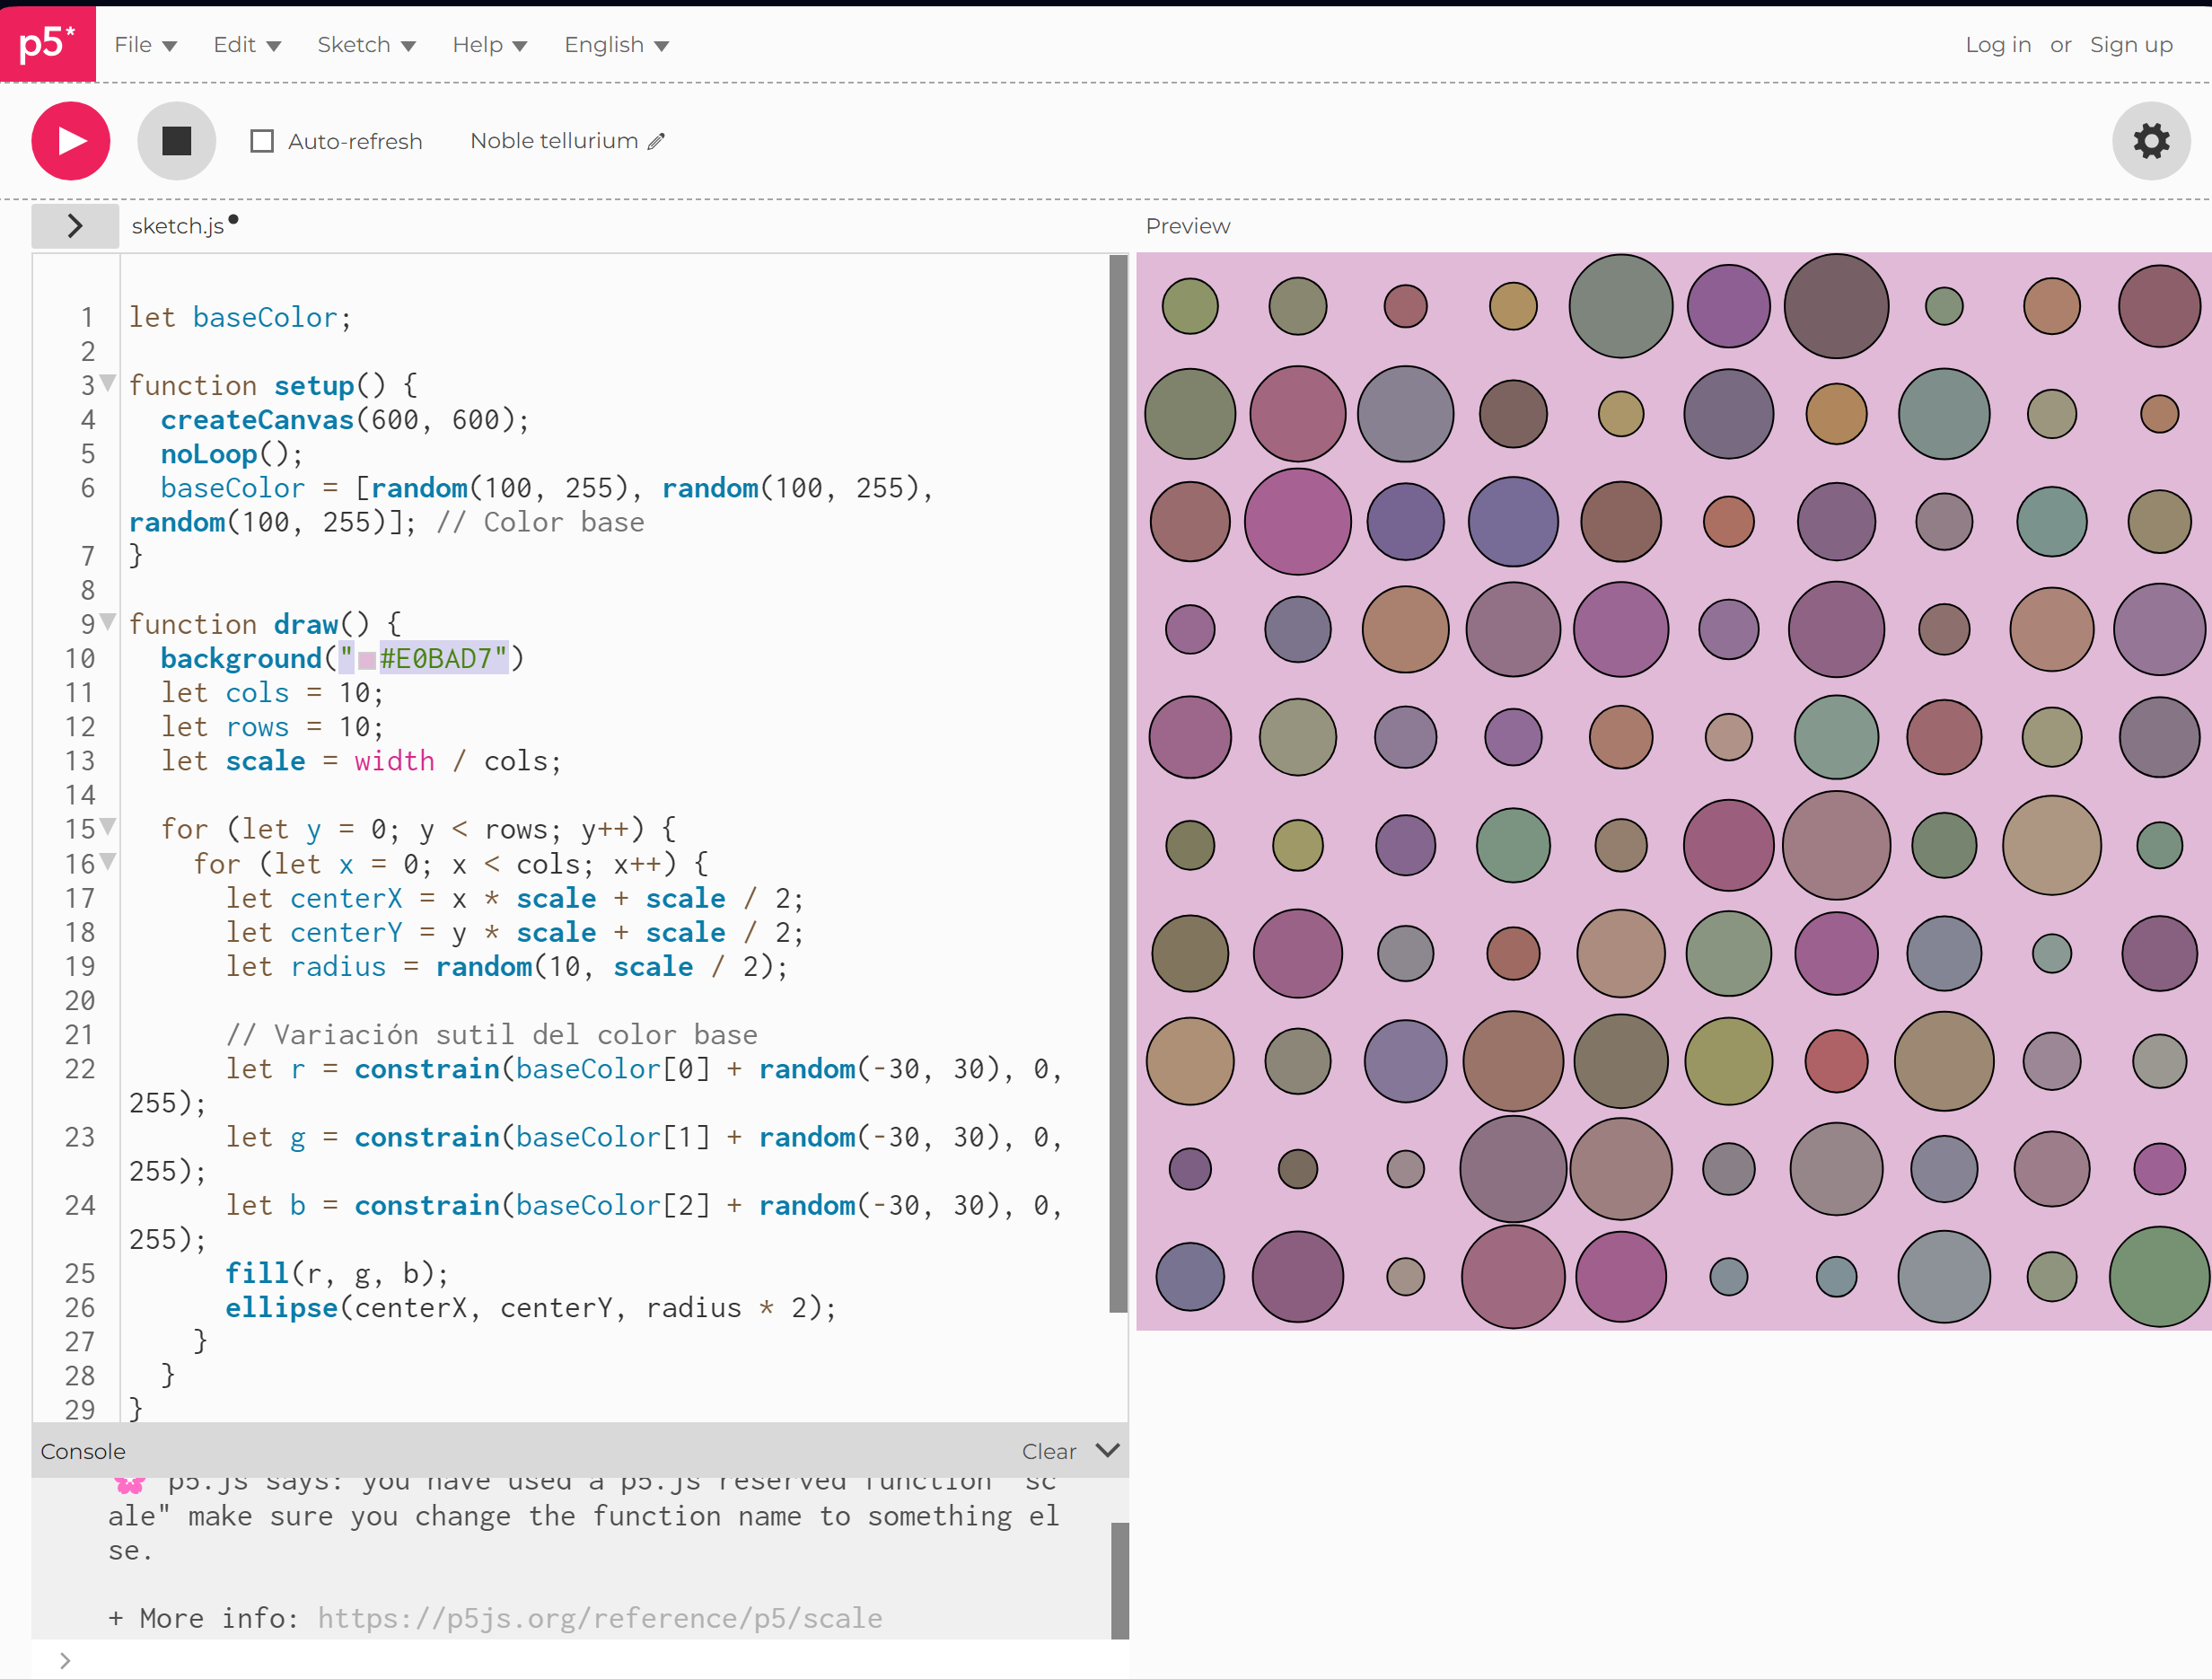 p5* File Edit Sketch Help English Log in or Sign up
Auto-refresh Noble tellurium
sketch.js Preview
1 let baseColor;
2
3 function setup() {
4 createCanvas(600, 600);
5 noLoop();
6 baseColor = [random(100, 255), random(100, 255),
random(100, 255)]; // Color base
7 }
8
9 function draw() {
10 background("#E0BAD7")
11 let cols = 10;
12 let rows = 10;
13 let scale = width / cols;
14
15 for (let y = 0; y < rows; y++) {
16 for (let x = 0; x < cols; x++) {
17 let centerX = x * scale + scale / 2;
18 let centerY = y * scale + scale / 2;
19 let radius = random(10, scale / 2);
20
21 // Variación sutil del color base
22 let r = constrain(baseColor[0] + random(-30, 30), 0,
255);
23 let g = constrain(baseColor[1] + random(-30, 30), 0,
255);
24 let b = constrain(baseColor[2] + random(-30, 30), 0,
255);
25 fill(r, g, b);
26 ellipse(centerX, centerY, radius * 2);
27 }
28 }
29 }
Console Clear
🌸 p5.js says: you have used a p5.js reserved function "sc
ale" make sure you change the function name to something el
se.
+ More info: https://p5js.org/reference/p5/scale
>